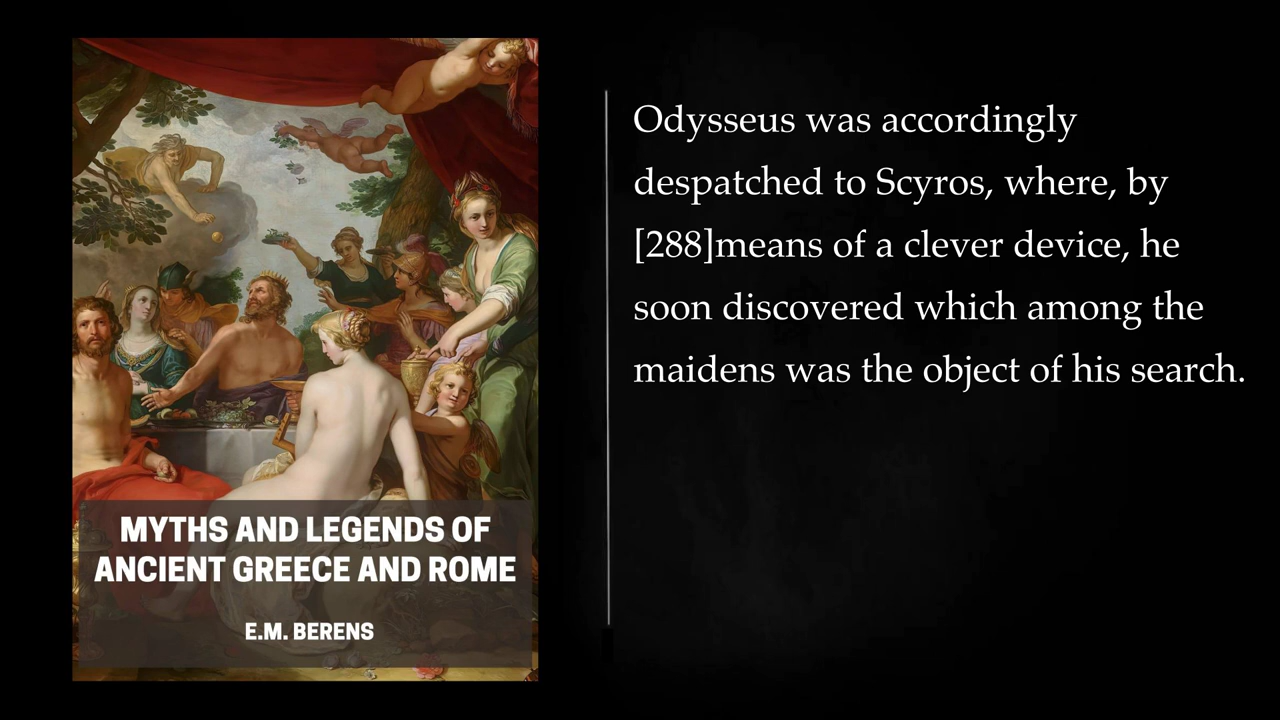 MYTHS AND LEGENDS OF
ANCIENT GREECE AND ROME
E.M. BERENS
Odysseus was accordingly
despatched to Scyros, where, by
[288]means of a clever device, he
soon discovered which among the
maidens was the object of his search.